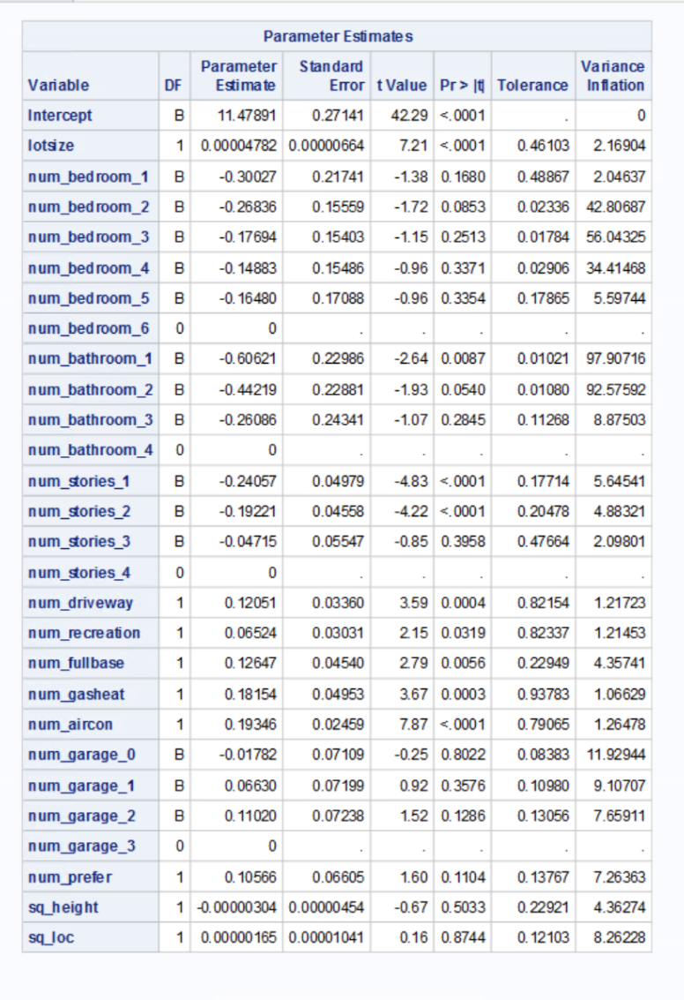 Parameter Estimates
Variable DF Parameter Estimate Standard Error t Value Pr > |t| Tolerance Variance Inflation
Intercept B 11.47891 0.27141 42.29 <.0001 . 0
lotsize 1 0.00004782 0.00000664 7.21 <.0001 0.46103 2.16904
num_bedroom_1 B -0.30027 0.21741 -1.38 0.1680 0.48867 2.04637
num_bedroom_2 B -0.26836 0.15559 -1.72 0.0853 0.02336 42.80687
num_bedroom_3 B -0.17694 0.15403 -1.15 0.2513 0.01784 56.04325
num_bedroom_4 B -0.14883 0.15486 -0.96 0.3371 0.02906 34.41468
num_bedroom_5 B -0.16480 0.17088 -0.96 0.3354 0.17865 5.59744
num_bedroom_6 0 0 . . . . .
num_bathroom_1 B -0.60621 0.22986 -2.64 0.0087 0.01021 97.90716
num_bathroom_2 B -0.44219 0.22881 -1.93 0.0540 0.01080 92.57592
num_bathroom_3 B -0.26086 0.24341 -1.07 0.2845 0.11268 8.87503
num_bathroom_4 0 0 . . . . .
num_stories_1 B -0.24057 0.04979 -4.83 <.0001 0.17714 5.64541
num_stories_2 B -0.19221 0.04558 -4.22 <.0001 0.20478 4.88321
num_stories_3 B -0.04715 0.05547 -0.85 0.3958 0.47664 2.09801
num_stories_4 0 0 . . . . .
num_driveway 1 0.12051 0.03360 3.59 0.0004 0.82154 1.21723
num_recreation 1 0.06524 0.03031 2.15 0.0319 0.82337 1.21453
num_fullbase 1 0.12647 0.04540 2.79 0.0056 0.22949 4.35741
num_gasheat 1 0.18154 0.04953 3.67 0.0003 0.93783 1.06629
num_aircon 1 0.19346 0.02459 7.87 <.0001 0.79065 1.26478
num_garage_0 B -0.01782 0.07109 -0.25 0.8022 0.08383 11.92944
num_garage_1 B 0.06630 0.07199 0.92 0.3576 0.10980 9.10707
num_garage_2 B 0.11020 0.07238 1.52 0.1286 0.13056 7.65911
num_garage_3 0 0 . . . . .
num_prefer 1 0.10566 0.06605 1.60 0.1104 0.13767 7.26363
sq_height 1 -0.00000304 0.00000454 -0.67 0.5033 0.22921 4.36274
sq_loc 1 0.00000165 0.00001041 0.16 0.8744 0.12103 8.26228